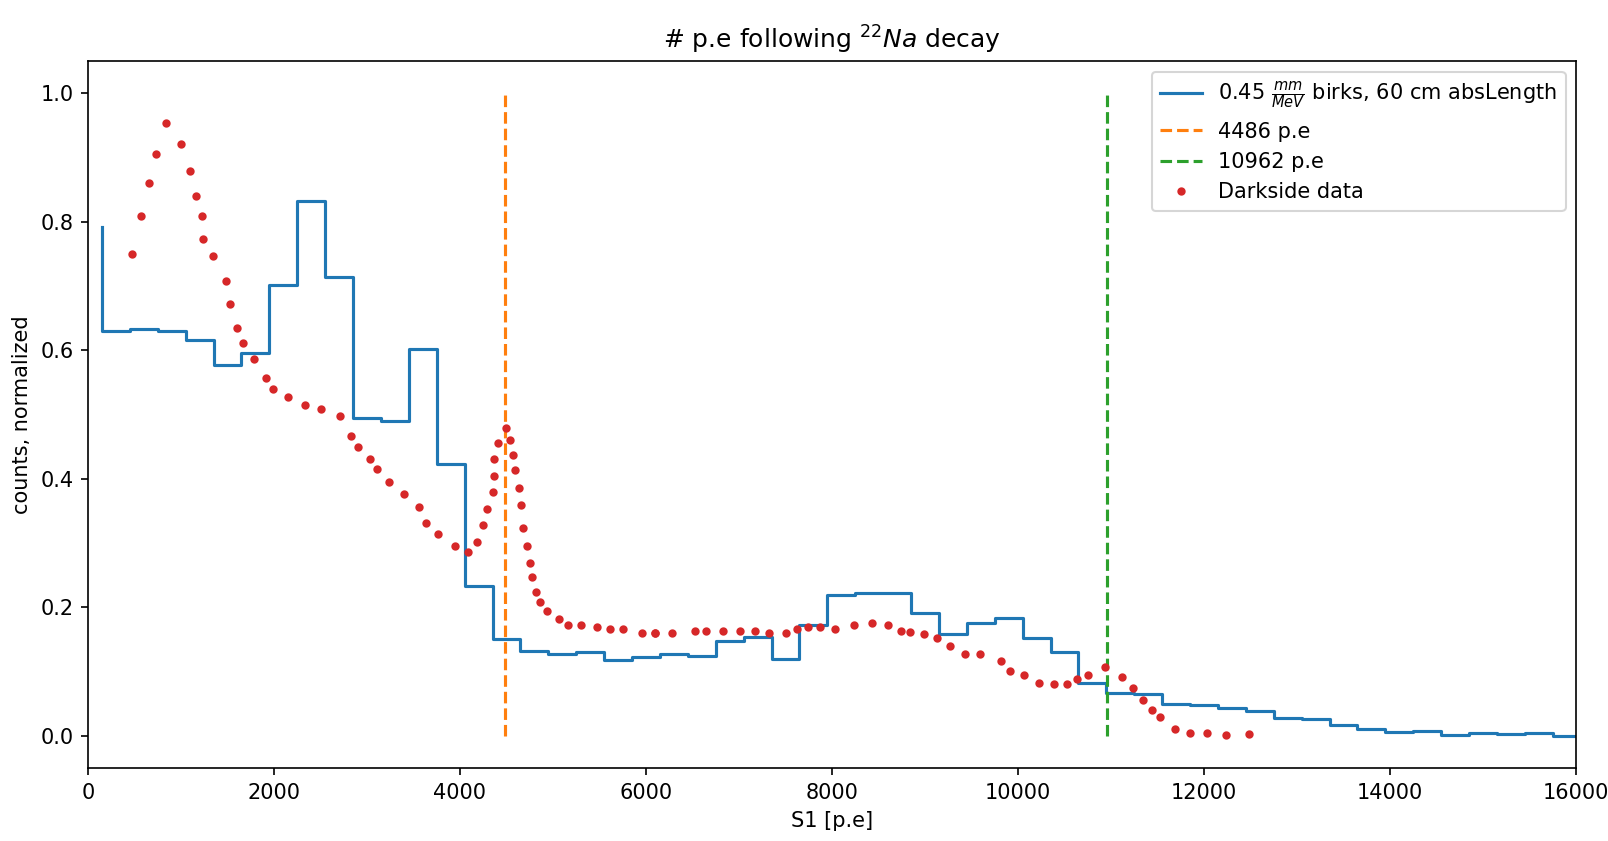 # p.e following ²²Na decay
0.45 mm/MeV birks, 60 cm absLength
4486 p.e
10962 p.e
Darkside data
counts, normalized
1.0
0.8
0.6
0.4
0.2
0.0
0 2000 4000 6000 8000 10000 12000 14000 16000
S1 [p.e]